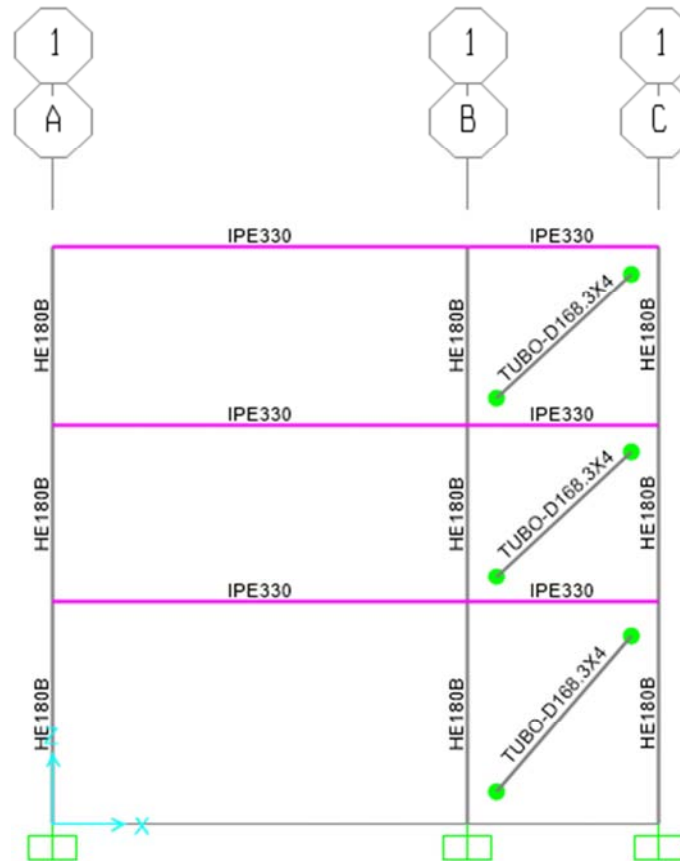 1 1 1
A B C
IPE330 IPE330
HE180B HE180B TUBO-D168.3X4 HE180B
IPE330 IPE330
HE180B HE180B TUBO-D168.3X4 HE180B
IPE330 IPE330
HE180B HE180B TUBO-D168.3X4 HE180B
Z
X